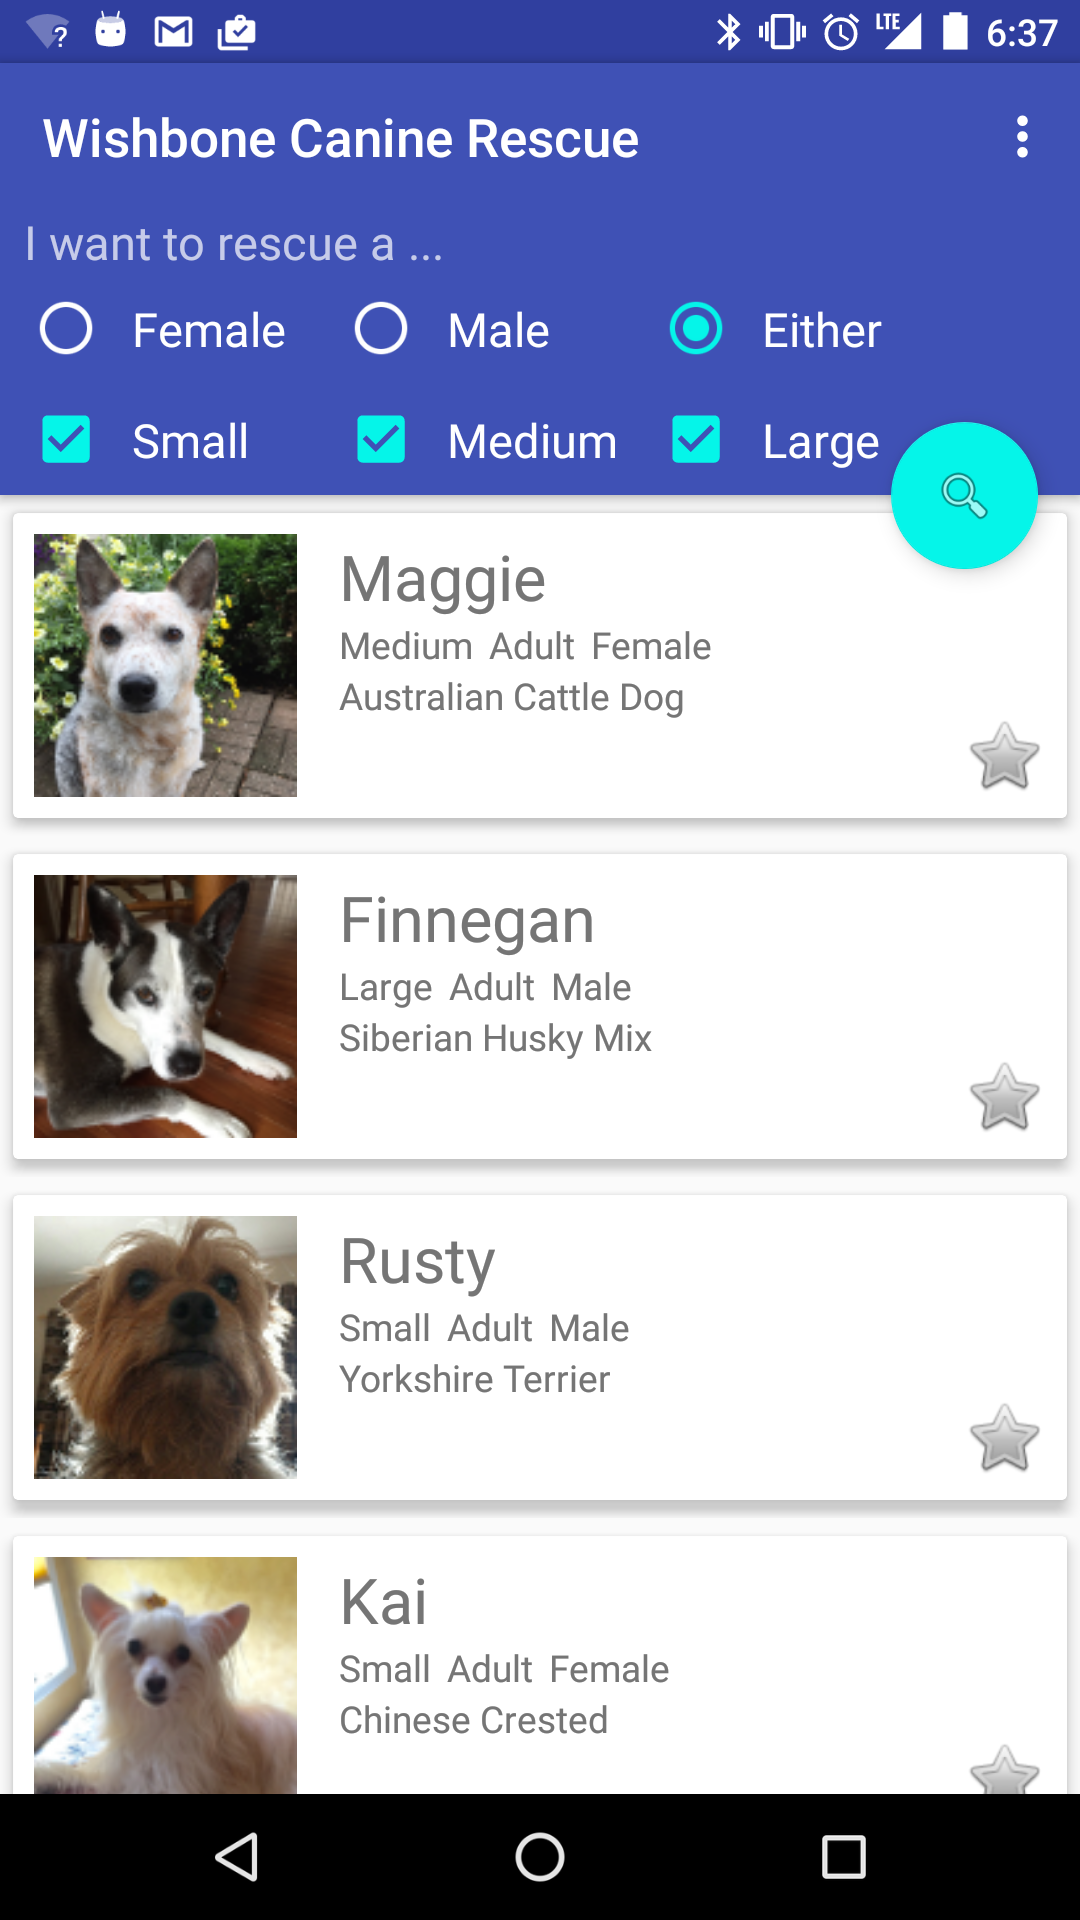 LTE 6:37
Wishbone Canine Rescue
I want to rescue a ...
Female Male Either
Small Medium Large
Maggie
Medium Adult Female
Australian Cattle Dog
Finnegan
Large Adult Male
Siberian Husky Mix
Rusty
Small Adult Male
Yorkshire Terrier
Kai
Small Adult Female
Chinese Crested